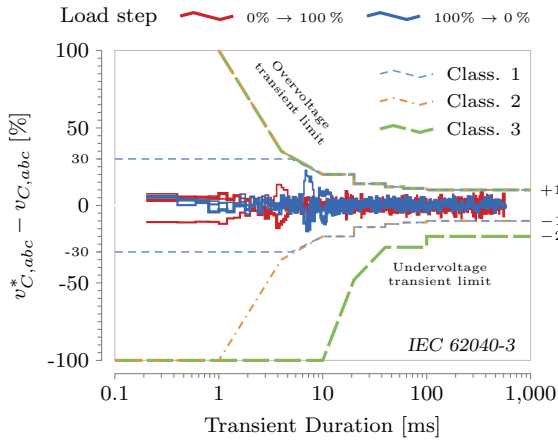 Load step 0% → 100 % 100% → 0 %
v*C,abc − vC,abc [%]
100
50
30
0
-30
-50
-100
Overvoltage
transient limit
Class. 1
Class. 2
Class. 3
Undervoltage
transient limit
IEC 62040-3
0.1 1 10 100 1,000
Transient Duration [ms]